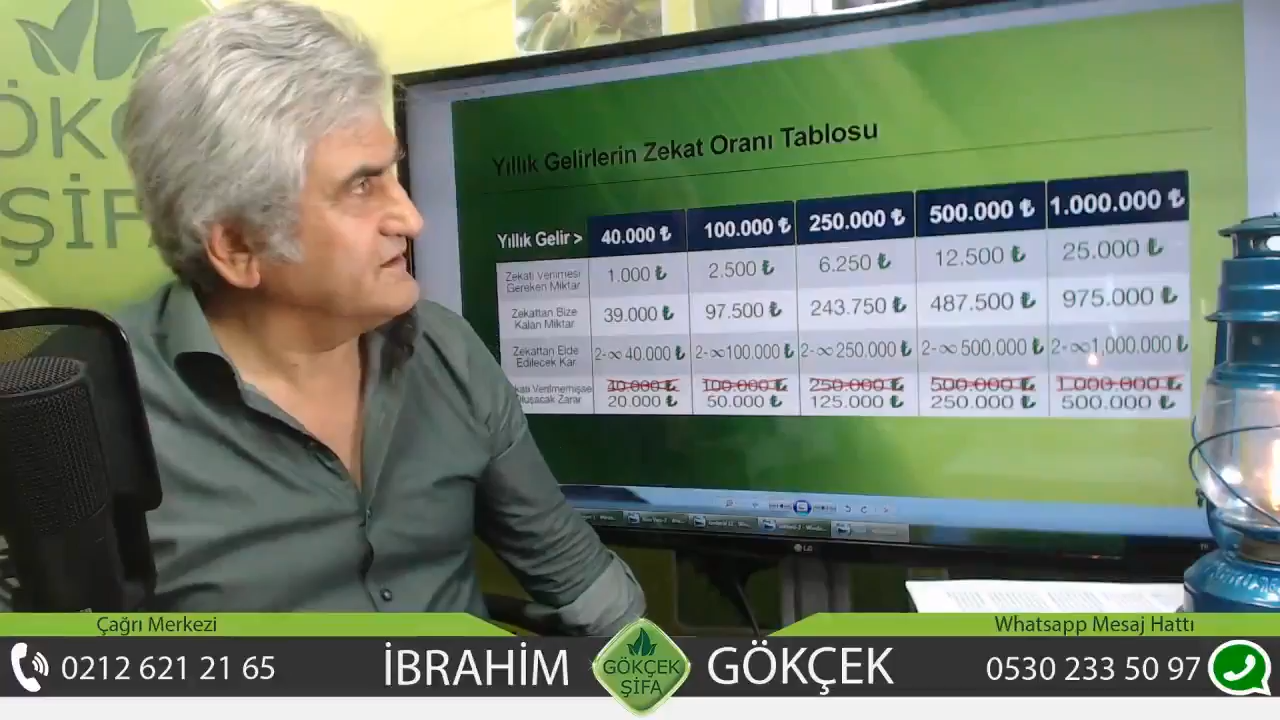 GÖKÇEK
ŞİFA
Yıllık Gelirlerin Zekat Oranı Tablosu
Yıllık Gelir > 40.000 ₺ 100.000 ₺ 250.000 ₺ 500.000 ₺ 1.000.000 ₺
Zekatı Verilmesi
Gereken Miktar
1.000 ₺ 2.500 ₺ 6.250 ₺ 12.500 ₺ 25.000 ₺
Zekattan Bize
Kalan Miktar
39.000 ₺ 97.500 ₺ 243.750 ₺ 487.500 ₺ 975.000 ₺
Zekattan Elde
Edilecek Kar
2-∞ 40.000 ₺ 2-∞100.000 ₺ 2-∞250.000 ₺ 2-∞ 500.000 ₺ 2-∞1,000.000 ₺
katı Verilmemişse
Oluşacak Zarar
40.000 ₺ 100.000 ₺ 250.000 ₺ 500.000 ₺ 1.000.000 ₺
20.000 ₺ 50.000 ₺ 125.000 ₺ 250.000 ₺ 500.000 ₺
LG
Çağrı Merkezi
0212 621 21 65
İBRAHİM
GÖKÇEK
ŞİFA
GÖKÇEK
Whatsapp Mesaj Hattı
0530 233 50 97